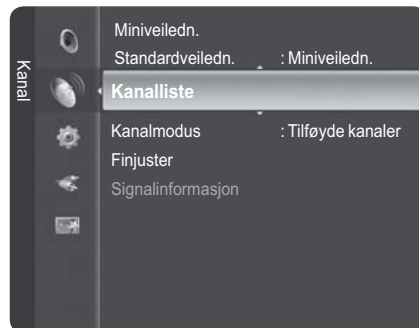 Kanal
Miniveiledn.
Standardveiledn. : Miniveiledn.
Kanalliste
Kanalmodus : Tilføyde kanaler
Finjuster
Signalinformasjon